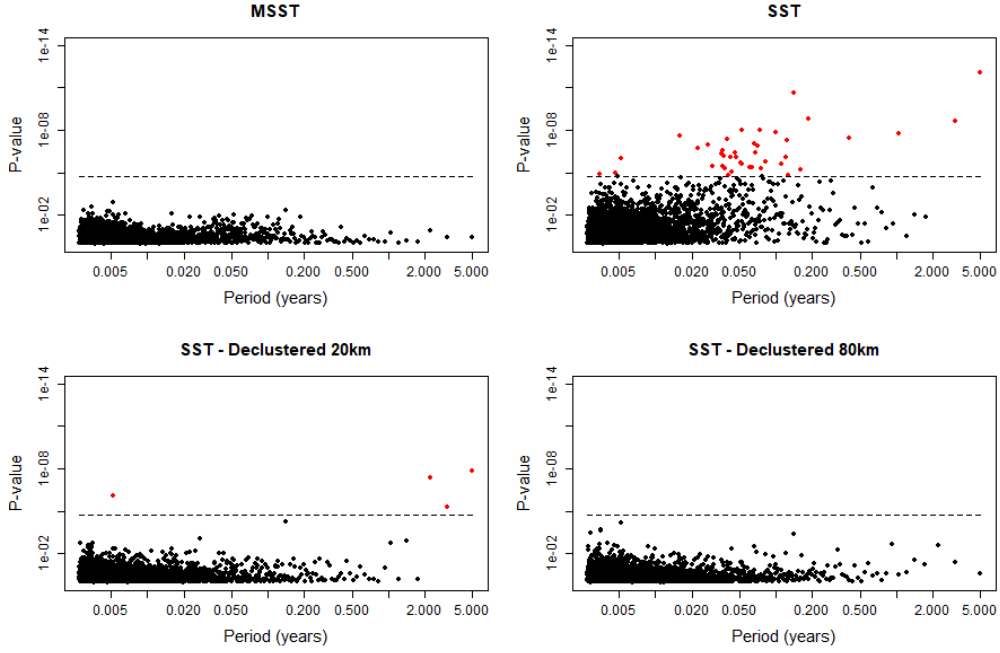 MSST
P-value
1e-14
1e-08
1e-02
0.005 0.020 0.050 0.200 0.500 2.000 5.000
Period (years)
SST
P-value
1e-14
1e-08
1e-02
0.005 0.020 0.050 0.200 0.500 2.000 5.000
Period (years)
SST - Declustered 20km
P-value
1e-14
1e-08
1e-02
0.005 0.020 0.050 0.200 0.500 2.000 5.000
Period (years)
SST - Declustered 80km
P-value
1e-14
1e-08
1e-02
0.005 0.020 0.050 0.200 0.500 2.000 5.000
Period (years)